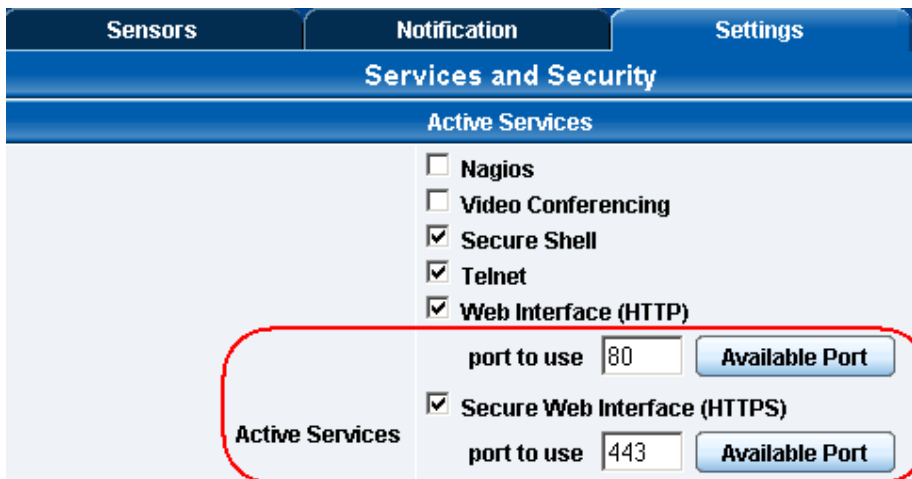 Sensors Notification Settings
Services and Security
Active Services
Nagios
Video Conferencing
Secure Shell
Telnet
Web Interface (HTTP)
port to use 80 Available Port
Secure Web Interface (HTTPS)
Active Services
port to use 443 Available Port